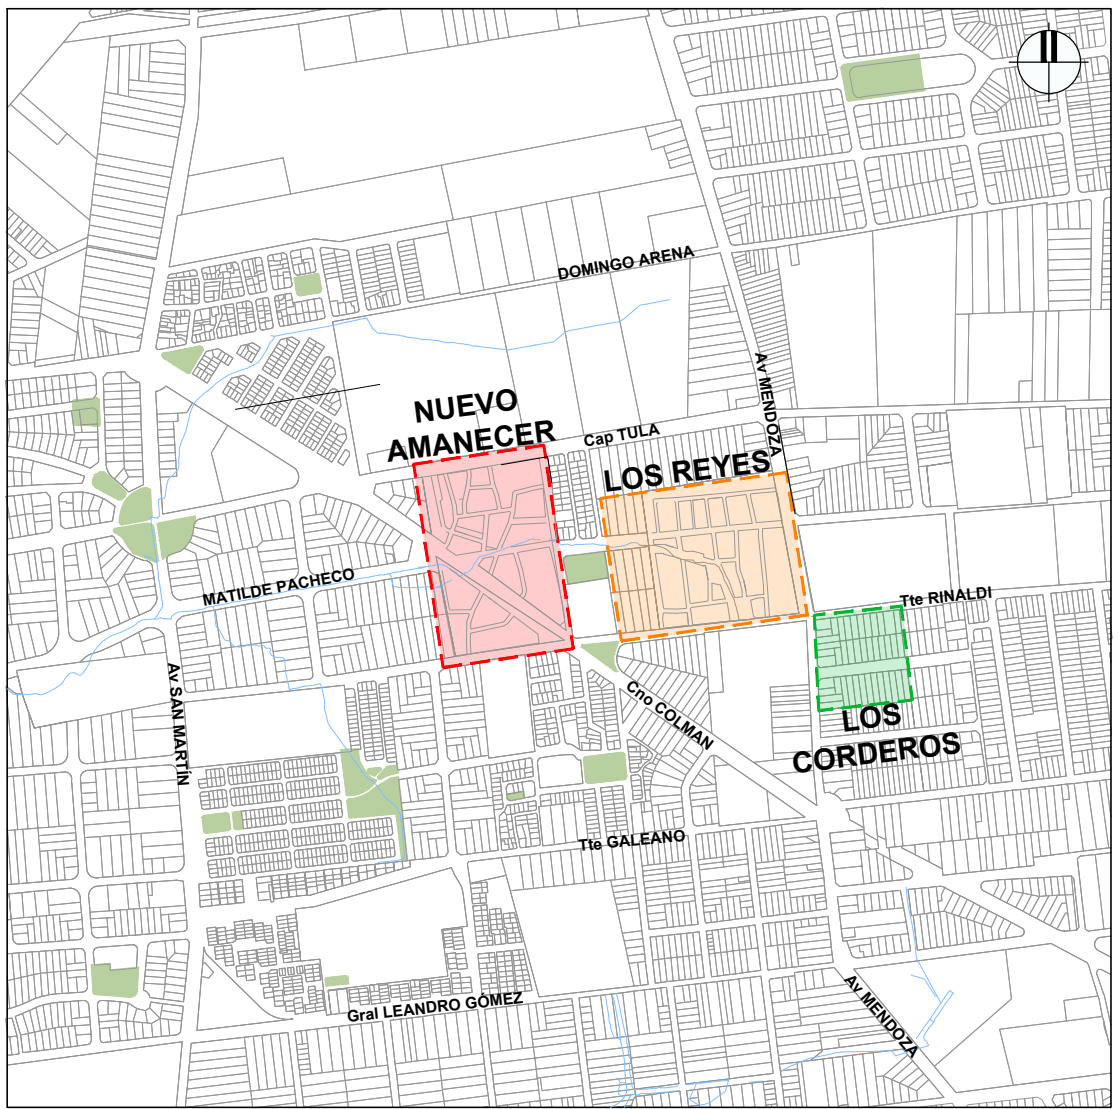 DOMINGO ARENA
Av MENDOZA
NUEVO
AMANECER
Cap TULA
LOS REYES
MATILDE PACHECO
Tte RINALDI
Av SAN MARTÍN
Cno COLMAN
LOS
CORDEROS
Tte GALEANO
Gral LEANDRO GÓMEZ
Av MENDOZA